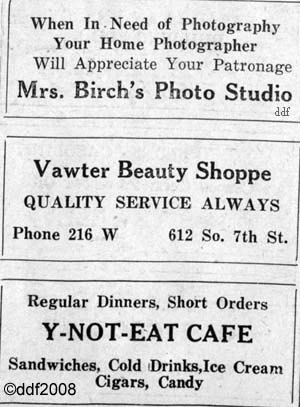 When In Need of Photography
Your Home Photographer
Will Appreciate Your Patronage
Mrs. Birch's Photo Studio
ddf
Vawter Beauty Shoppe
QUALITY SERVICE ALWAYS
Phone 216 W 612 So. 7th St.
Regular Dinners, Short Orders
Y-NOT-EAT CAFE
Sandwiches, Cold Drinks,Ice Cream
Cigars, Candy
©ddf2008